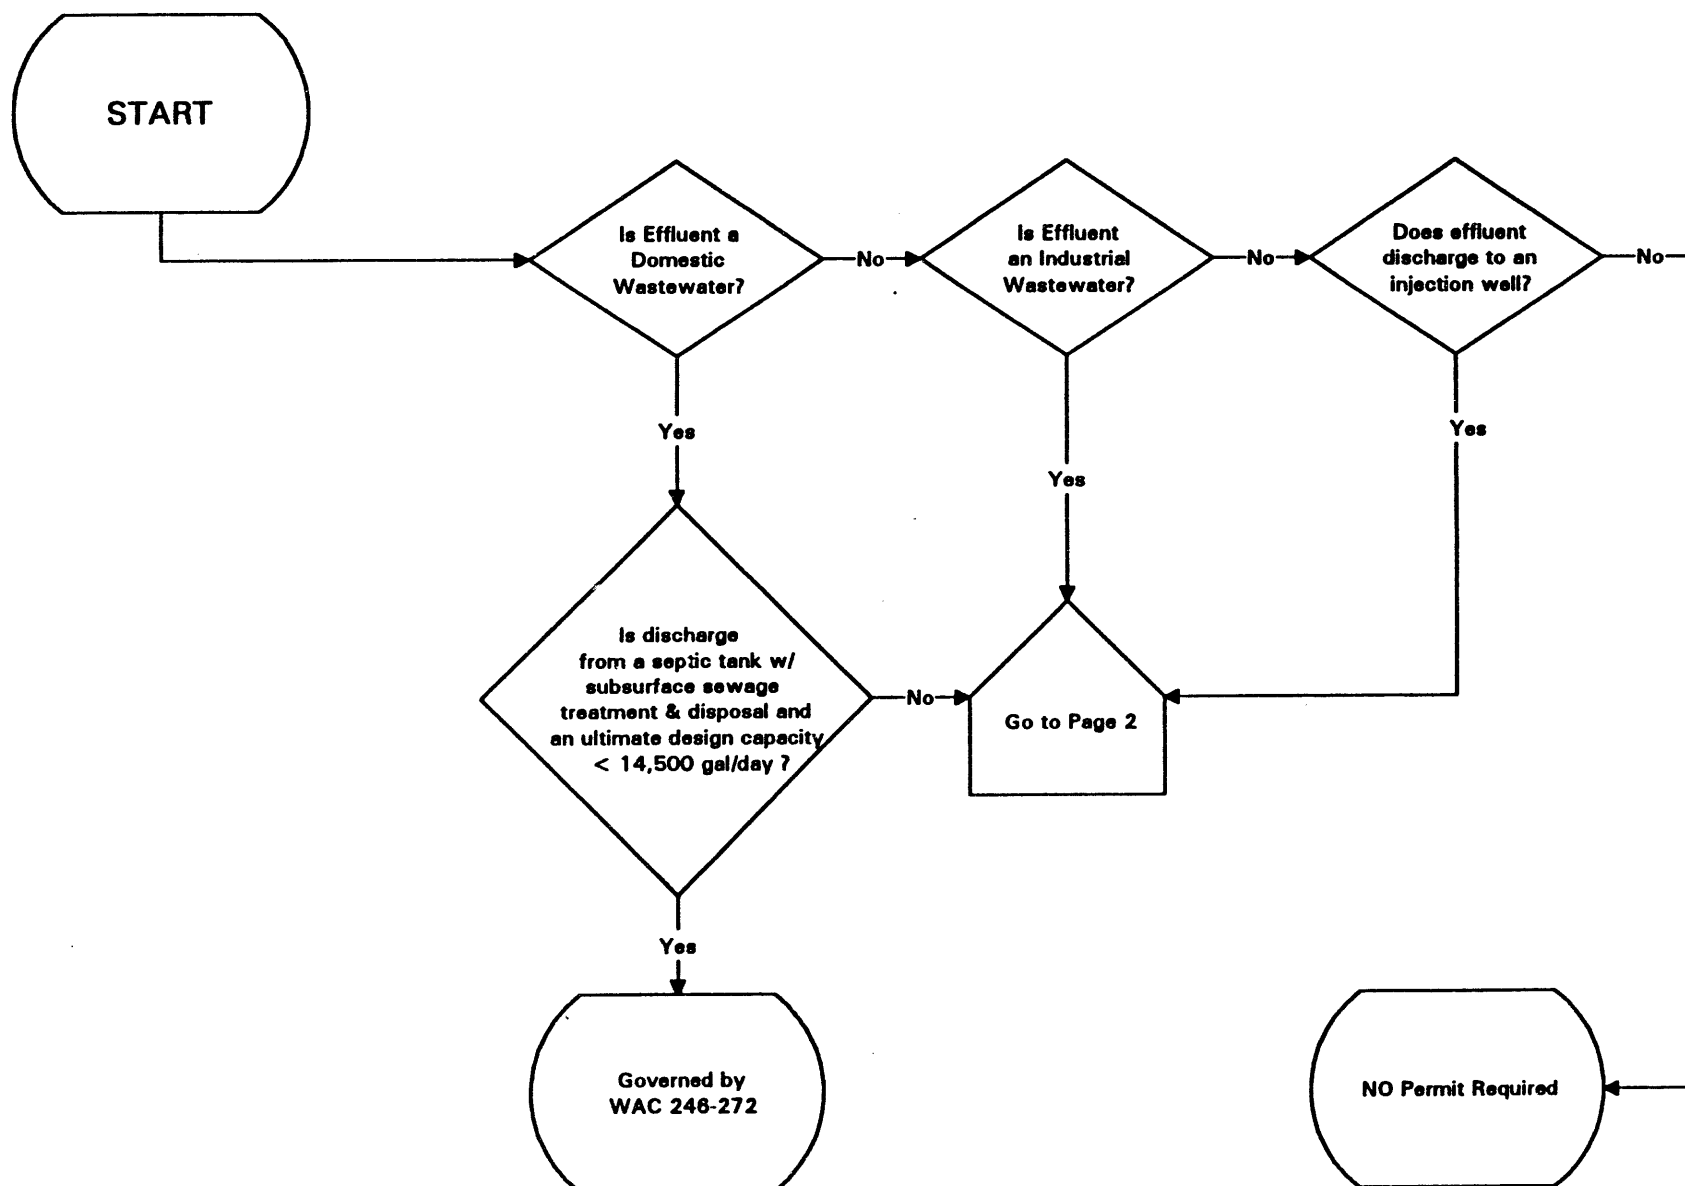 START
Is Effluent a
Domestic
Wastewater?
No
Is Effluent
an Industrial
Wastewater?
No
Does effluent
discharge to an
injection well?
No
Yes
Yes
Yes
Is discharge
from a septic tank w/
subsurface sewage
treatment & disposal and
an ultimate design capacity
< 14,500 gal/day ?
No
Go to Page 2
Yes
Governed by
WAC 246-272
NO Permit Required